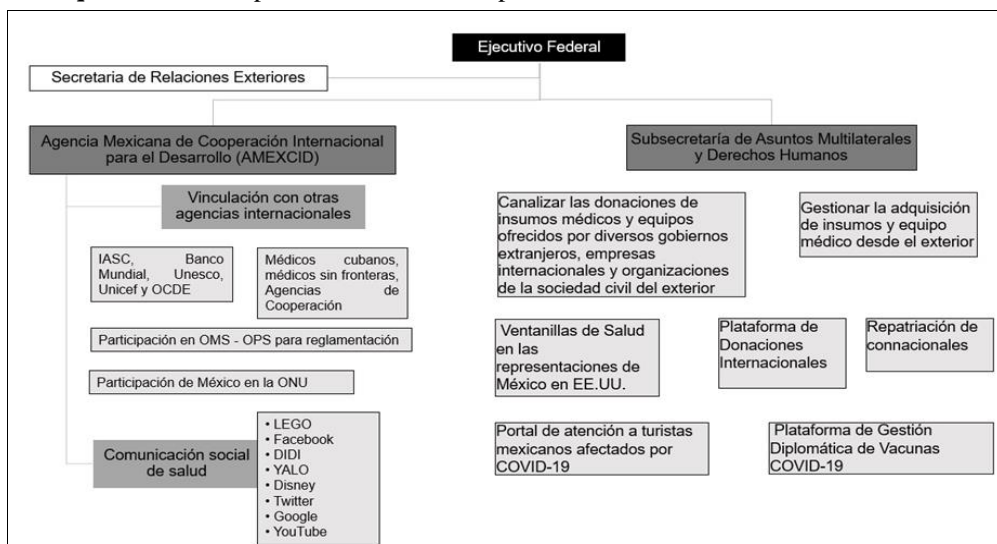 Ejecutivo Federal
Secretaria de Relaciones Exteriores
Agencia Mexicana de Cooperación Internacional
para el Desarrollo (AMEXCID)
Vinculación con otras
agencias internacionales
IASC, Banco
Mundial, Unesco,
Unicef y OCDE
Médicos cubanos,
médicos sin fronteras,
Agencias de
Cooperación
Participación en OMS - OPS para reglamentación
Participación de México en la ONU
Comunicación social
de salud
• LEGO
• Facebook
• DIDI
• YALO
• Disney
• Twitter
• Google
• YouTube
Subsecretaría de Asuntos Multilaterales
y Derechos Humanos
Canalizar las donaciones de
insumos médicos y equipos
ofrecidos por diversos gobiernos
extranjeros, empresas
internacionales y organizaciones
de la sociedad civil del exterior
Gestionar la adquisición
de insumos y equipo
médico desde el exterior
Ventanillas de Salud
en las
representaciones de
México en EE.UU.
Plataforma de
Donaciones
Internacionales
Repatriación de
connacionales
Portal de atención a turistas
mexicanos afectados por
COVID-19
Plataforma de Gestión
Diplomática de Vacunas
COVID-19